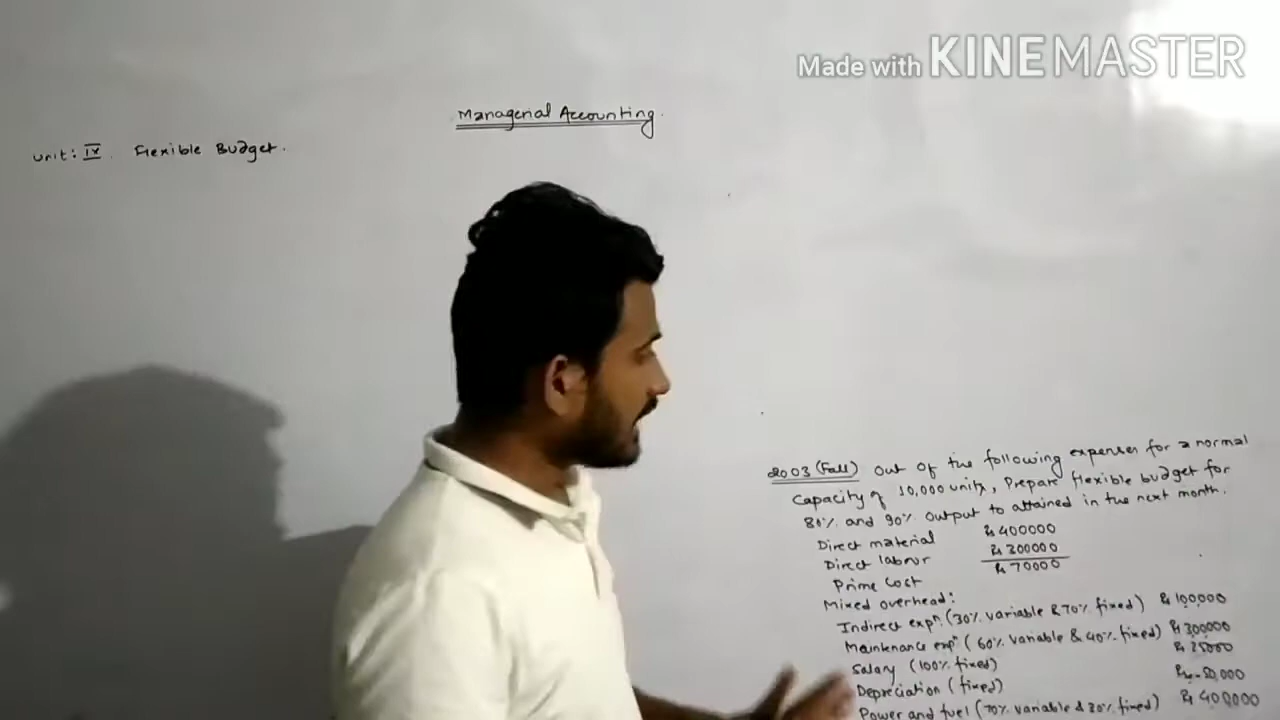 Made with KINEMASTER
Managerial Accounting.
Unit: IV. Flexible Budget.
2003 (Fall) Out of the following expenses for a normal
Capacity of 10,000 units, Prepare flexible budget for
80% and 90% output to attained in the next month.
Direct material Rs 400000
Direct labour Rs 300000
Prime Cost Rs 70000
Mixed overhead:
Indirect expn. (30% variable & 70% fixed) Rs 100,000
Maintenance expn (60% variable & 40% fixed) Rs 300000
Salary (100% fixed) Rs 25000
Depreciation (fixed) 50,000
Power and fuel (70% variable & 30% fixed) Rs 400,000